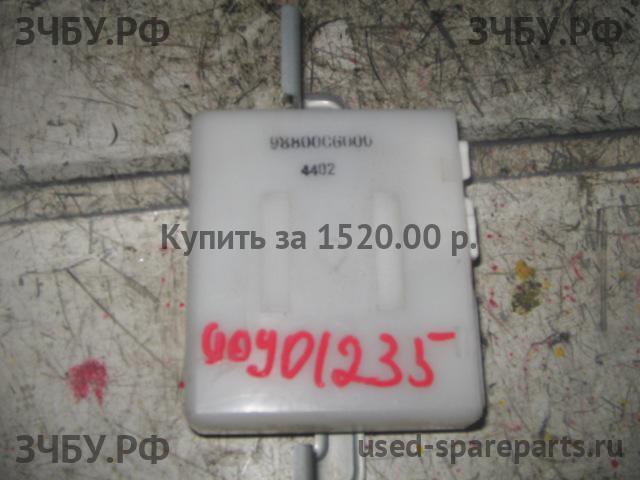 ЗЧБУ.РФ ЗЧБУ.РФ
98800C6000
4402
Купить за 1520.00 р.
00901235
ЗЧБУ.РФ used-spareparts.ru